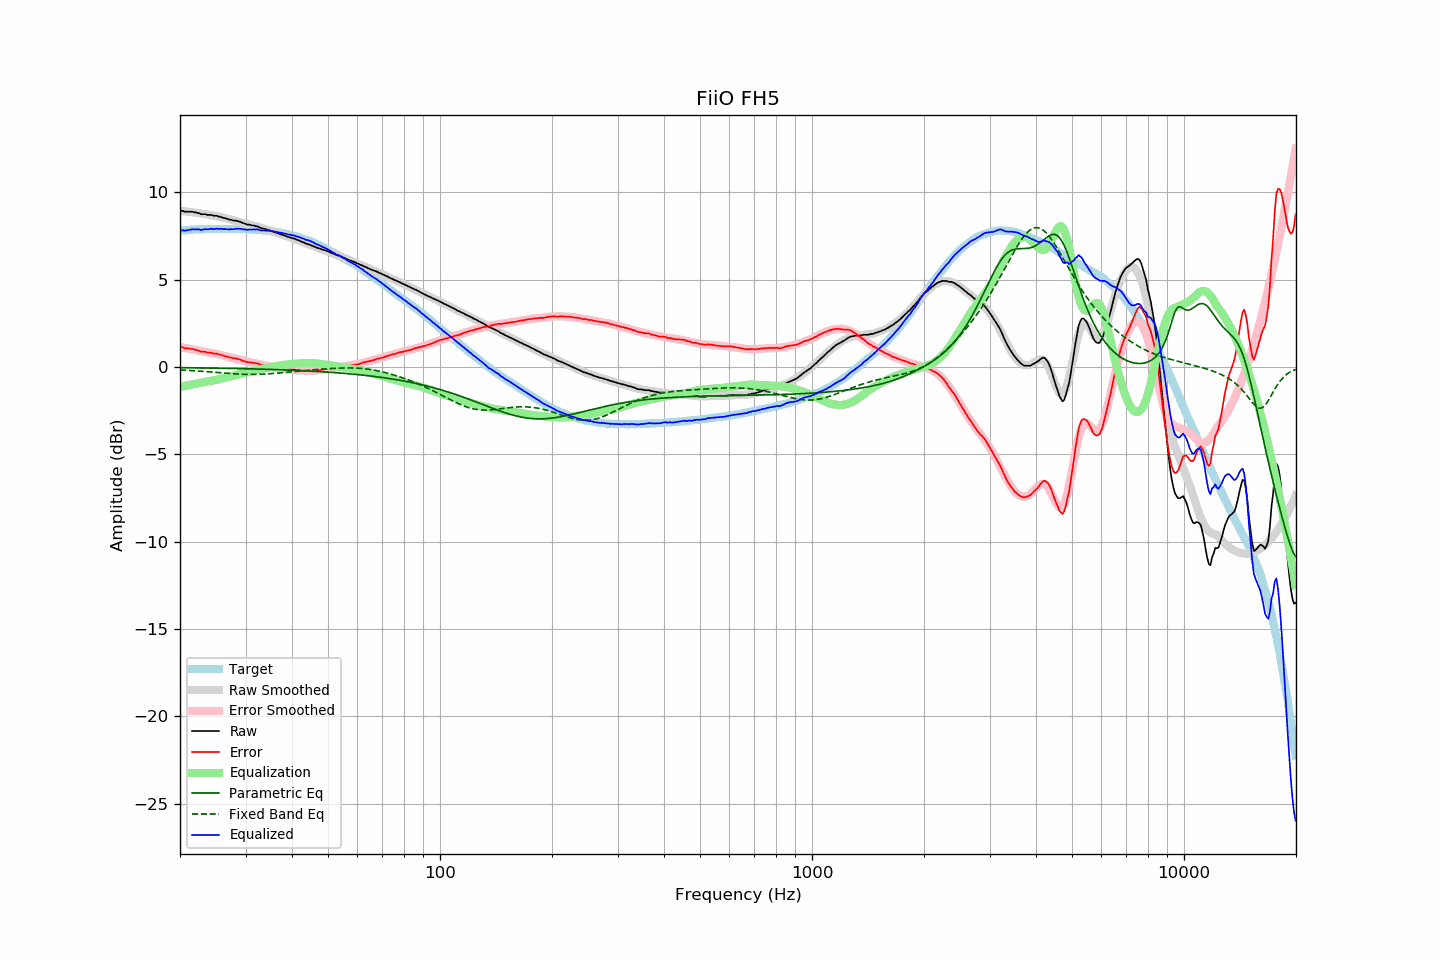 FiiO FH5
Amplitude (dBr)
10
5
0
−5
−10
−15
−20
−25
Target
Raw Smoothed
Error Smoothed
Raw
Error
Equalization
Parametric Eq
Fixed Band Eq
Equalized
100
1000
10000
Frequency (Hz)